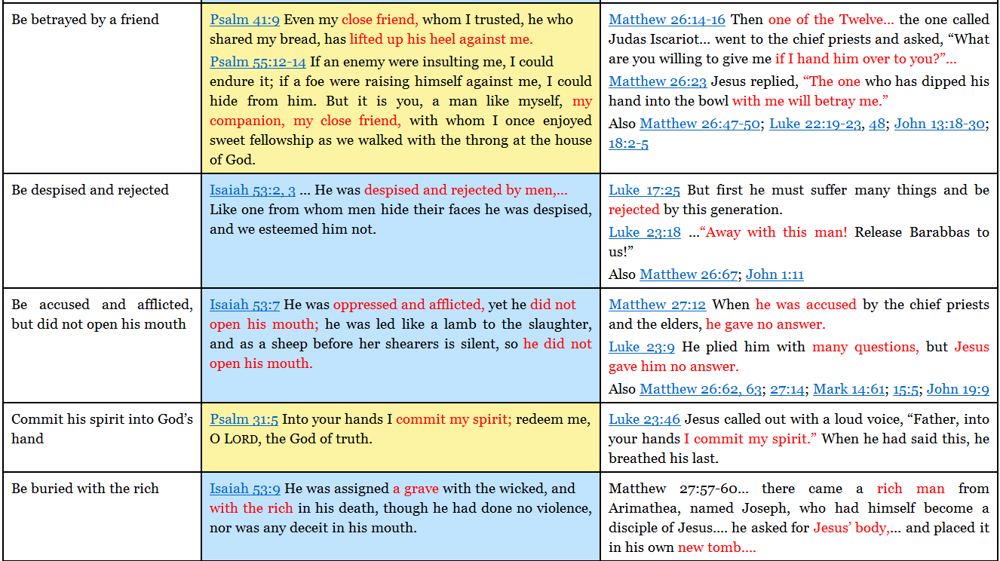 Be betrayed by a friend
Psalm 41:9 Even my close friend, whom I trusted, he who
shared my bread, has lifted up his heel against me.
Psalm 55:12-14 If an enemy were insulting me, I could
endure it; if a foe were raising himself against me, I could
hide from him. But it is you, a man like myself, my
companion, my close friend, with whom I once enjoyed
sweet fellowship as we walked with the throng at the house
of God.
Matthew 26:14-16 Then one of the Twelve... the one called
Judas Iscariot... went to the chief priests and asked, “What
are you willing to give me if I hand him over to you?”...
Matthew 26:23 Jesus replied, “The one who has dipped his
hand into the bowl with me will betray me.”
Also Matthew 26:47-50; Luke 22:19-23, 48; John 13:18-30;
18:2-5
Be despised and rejected
Isaiah 53:2, 3 ... He was despised and rejected by men,...
Like one from whom men hide their faces he was despised,
and we esteemed him not.
Luke 17:25 But first he must suffer many things and be
rejected by this generation.
Luke 23:18 ...“Away with this man! Release Barabbas to
us!”
Also Matthew 26:67; John 1:11
Be accused and afflicted,
but did not open his mouth
Isaiah 53:7 He was oppressed and afflicted, yet he did not
open his mouth; he was led like a lamb to the slaughter,
and as a sheep before her shearers is silent, so he did not
open his mouth.
Matthew 27:12 When he was accused by the chief priests
and the elders, he gave no answer.
Luke 23:9 He plied him with many questions, but Jesus
gave him no answer.
Also Matthew 26:62, 63; 27:14; Mark 14:61; 15:5; John 19:9
Commit his spirit into God’s
hand
Psalm 31:5 Into your hands I commit my spirit; redeem me,
O LORD, the God of truth.
Luke 23:46 Jesus called out with a loud voice, “Father, into
your hands I commit my spirit.” When he had said this, he
breathed his last.
Be buried with the rich
Isaiah 53:9 He was assigned a grave with the wicked, and
with the rich in his death, though he had done no violence,
nor was any deceit in his mouth.
Matthew 27:57-60... there came a rich man from
Arimathea, named Joseph, who had himself become a
disciple of Jesus.... he asked for Jesus’ body,... and placed it
in his own new tomb....